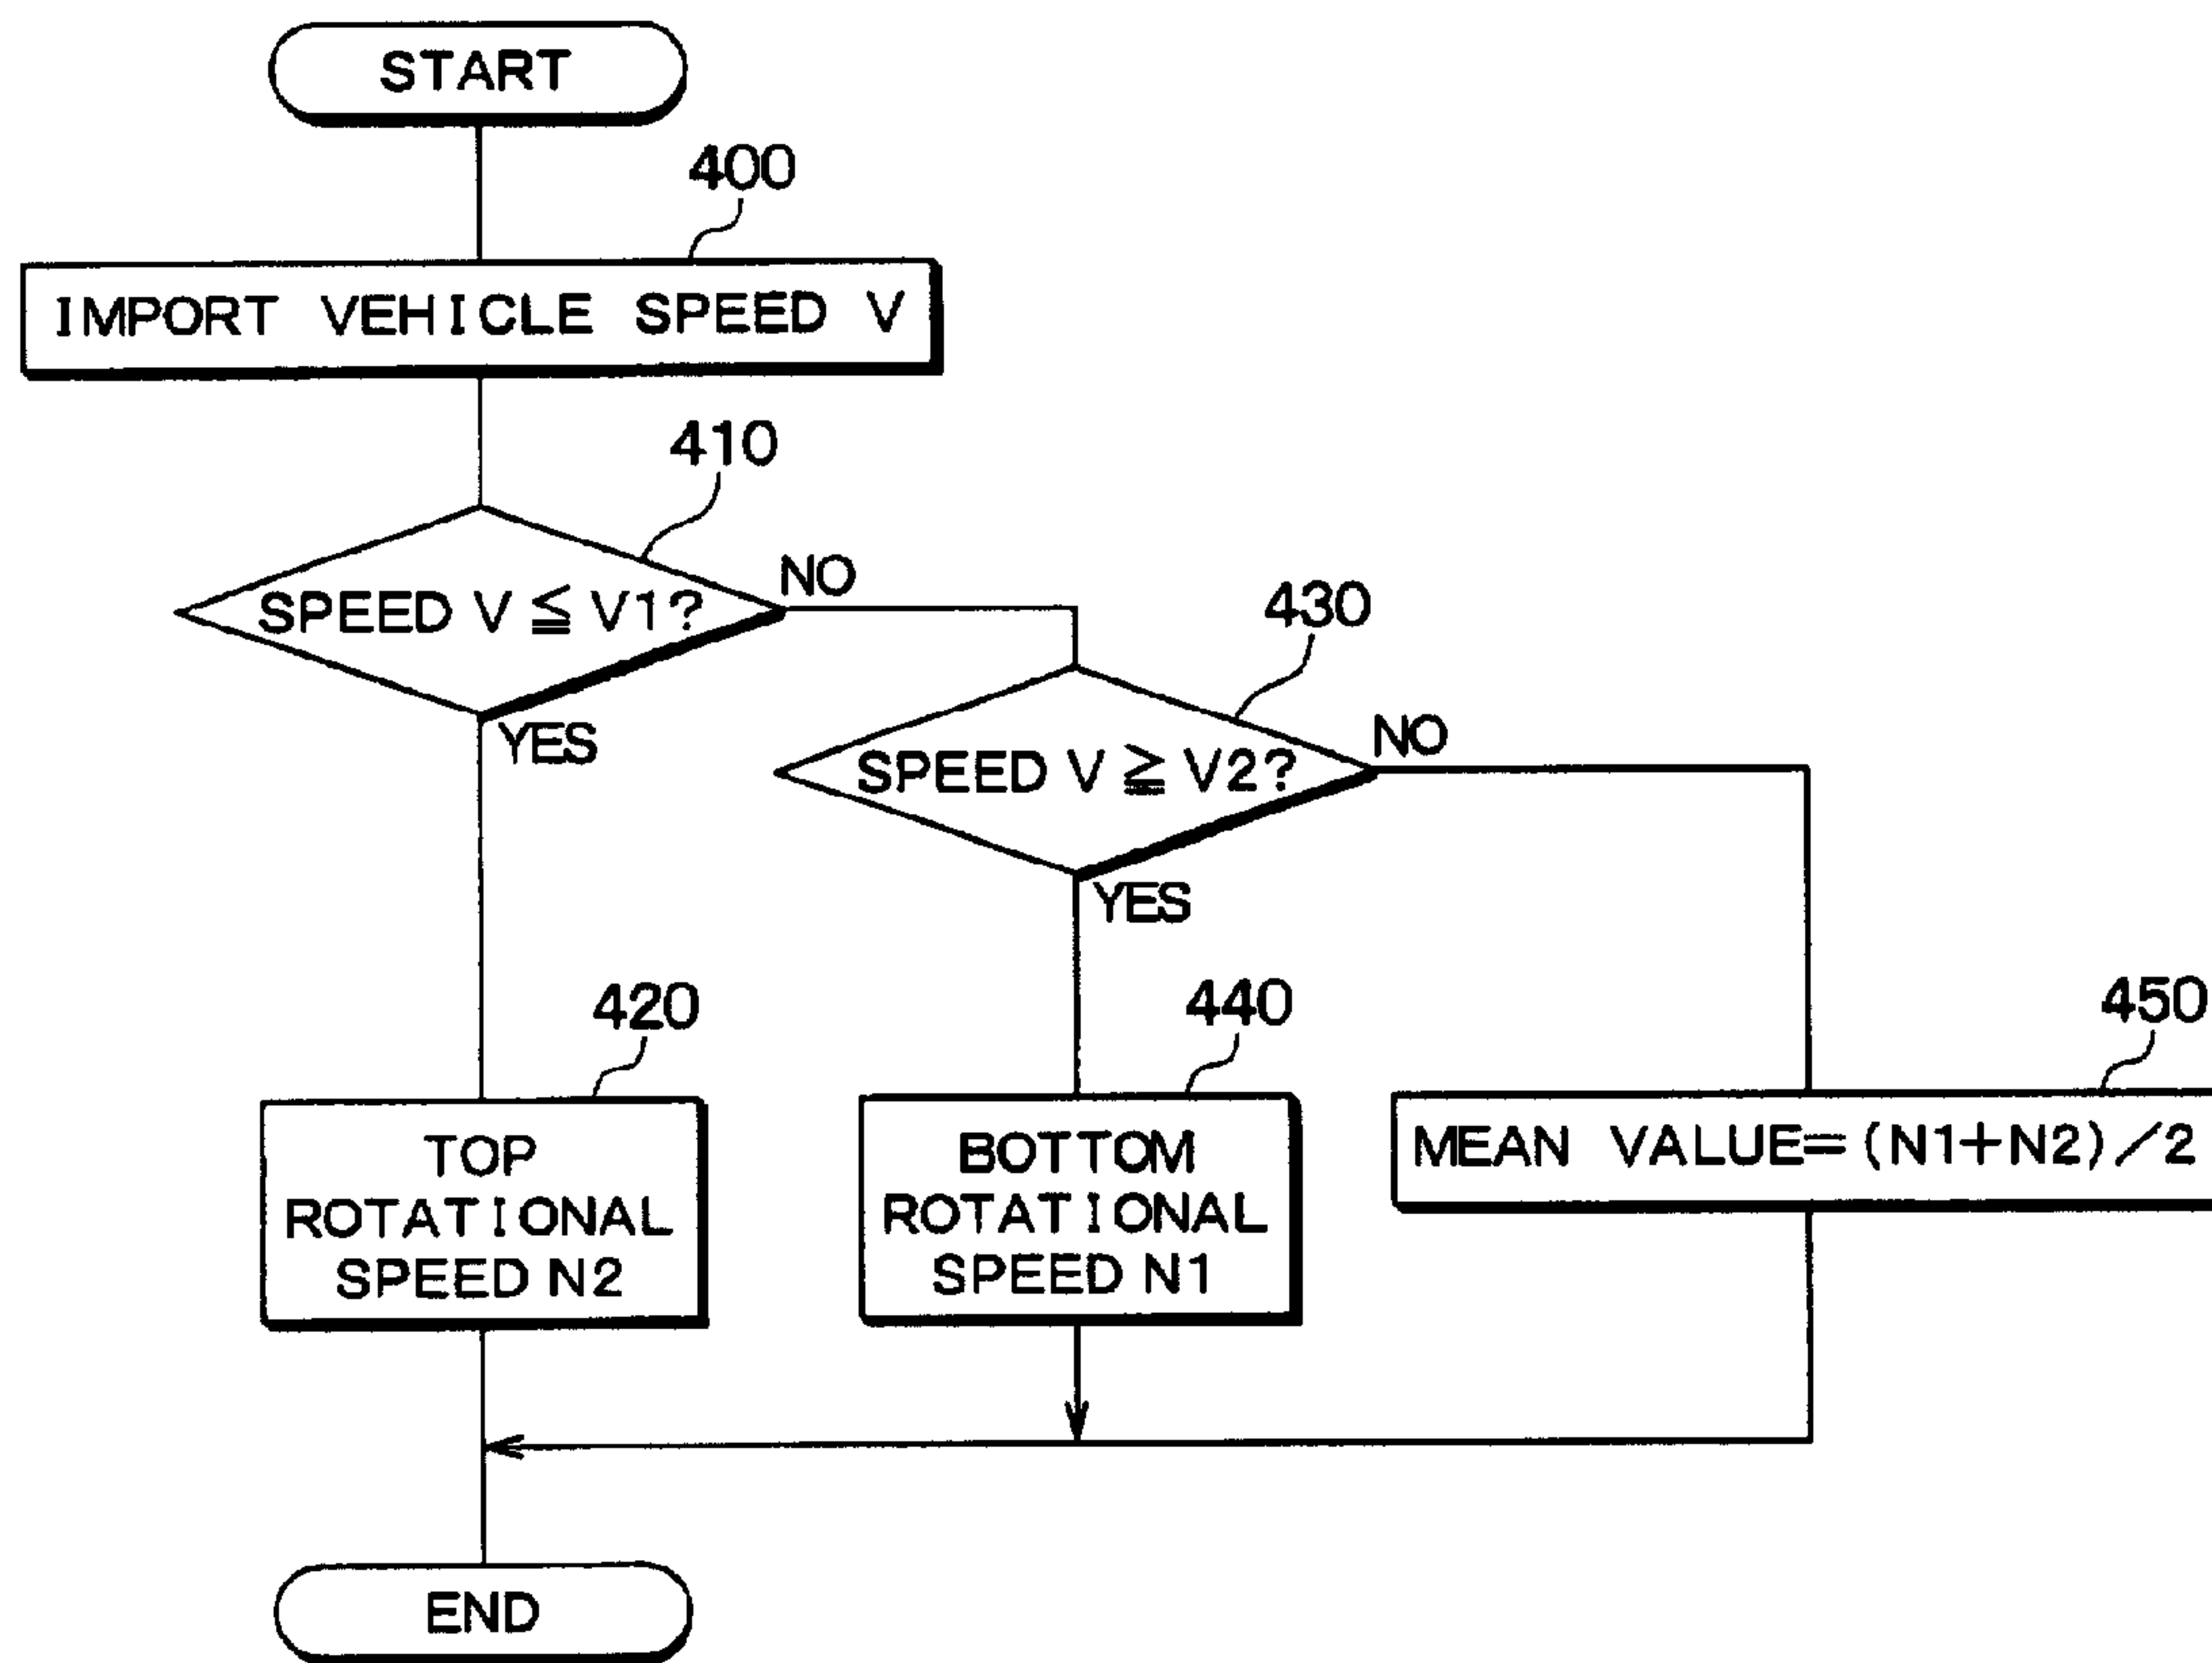 START
400
IMPORT VEHICLE SPEED V
410
SPEED V ≦ V1?
NO
YES
430
SPEED V ≧ V2?
NO
YES
420
TOP
ROTATIONAL
SPEED N2
440
BOTTOM
ROTATIONAL
SPEED N1
450
MEAN VALUE=(N1+N2)/2
END